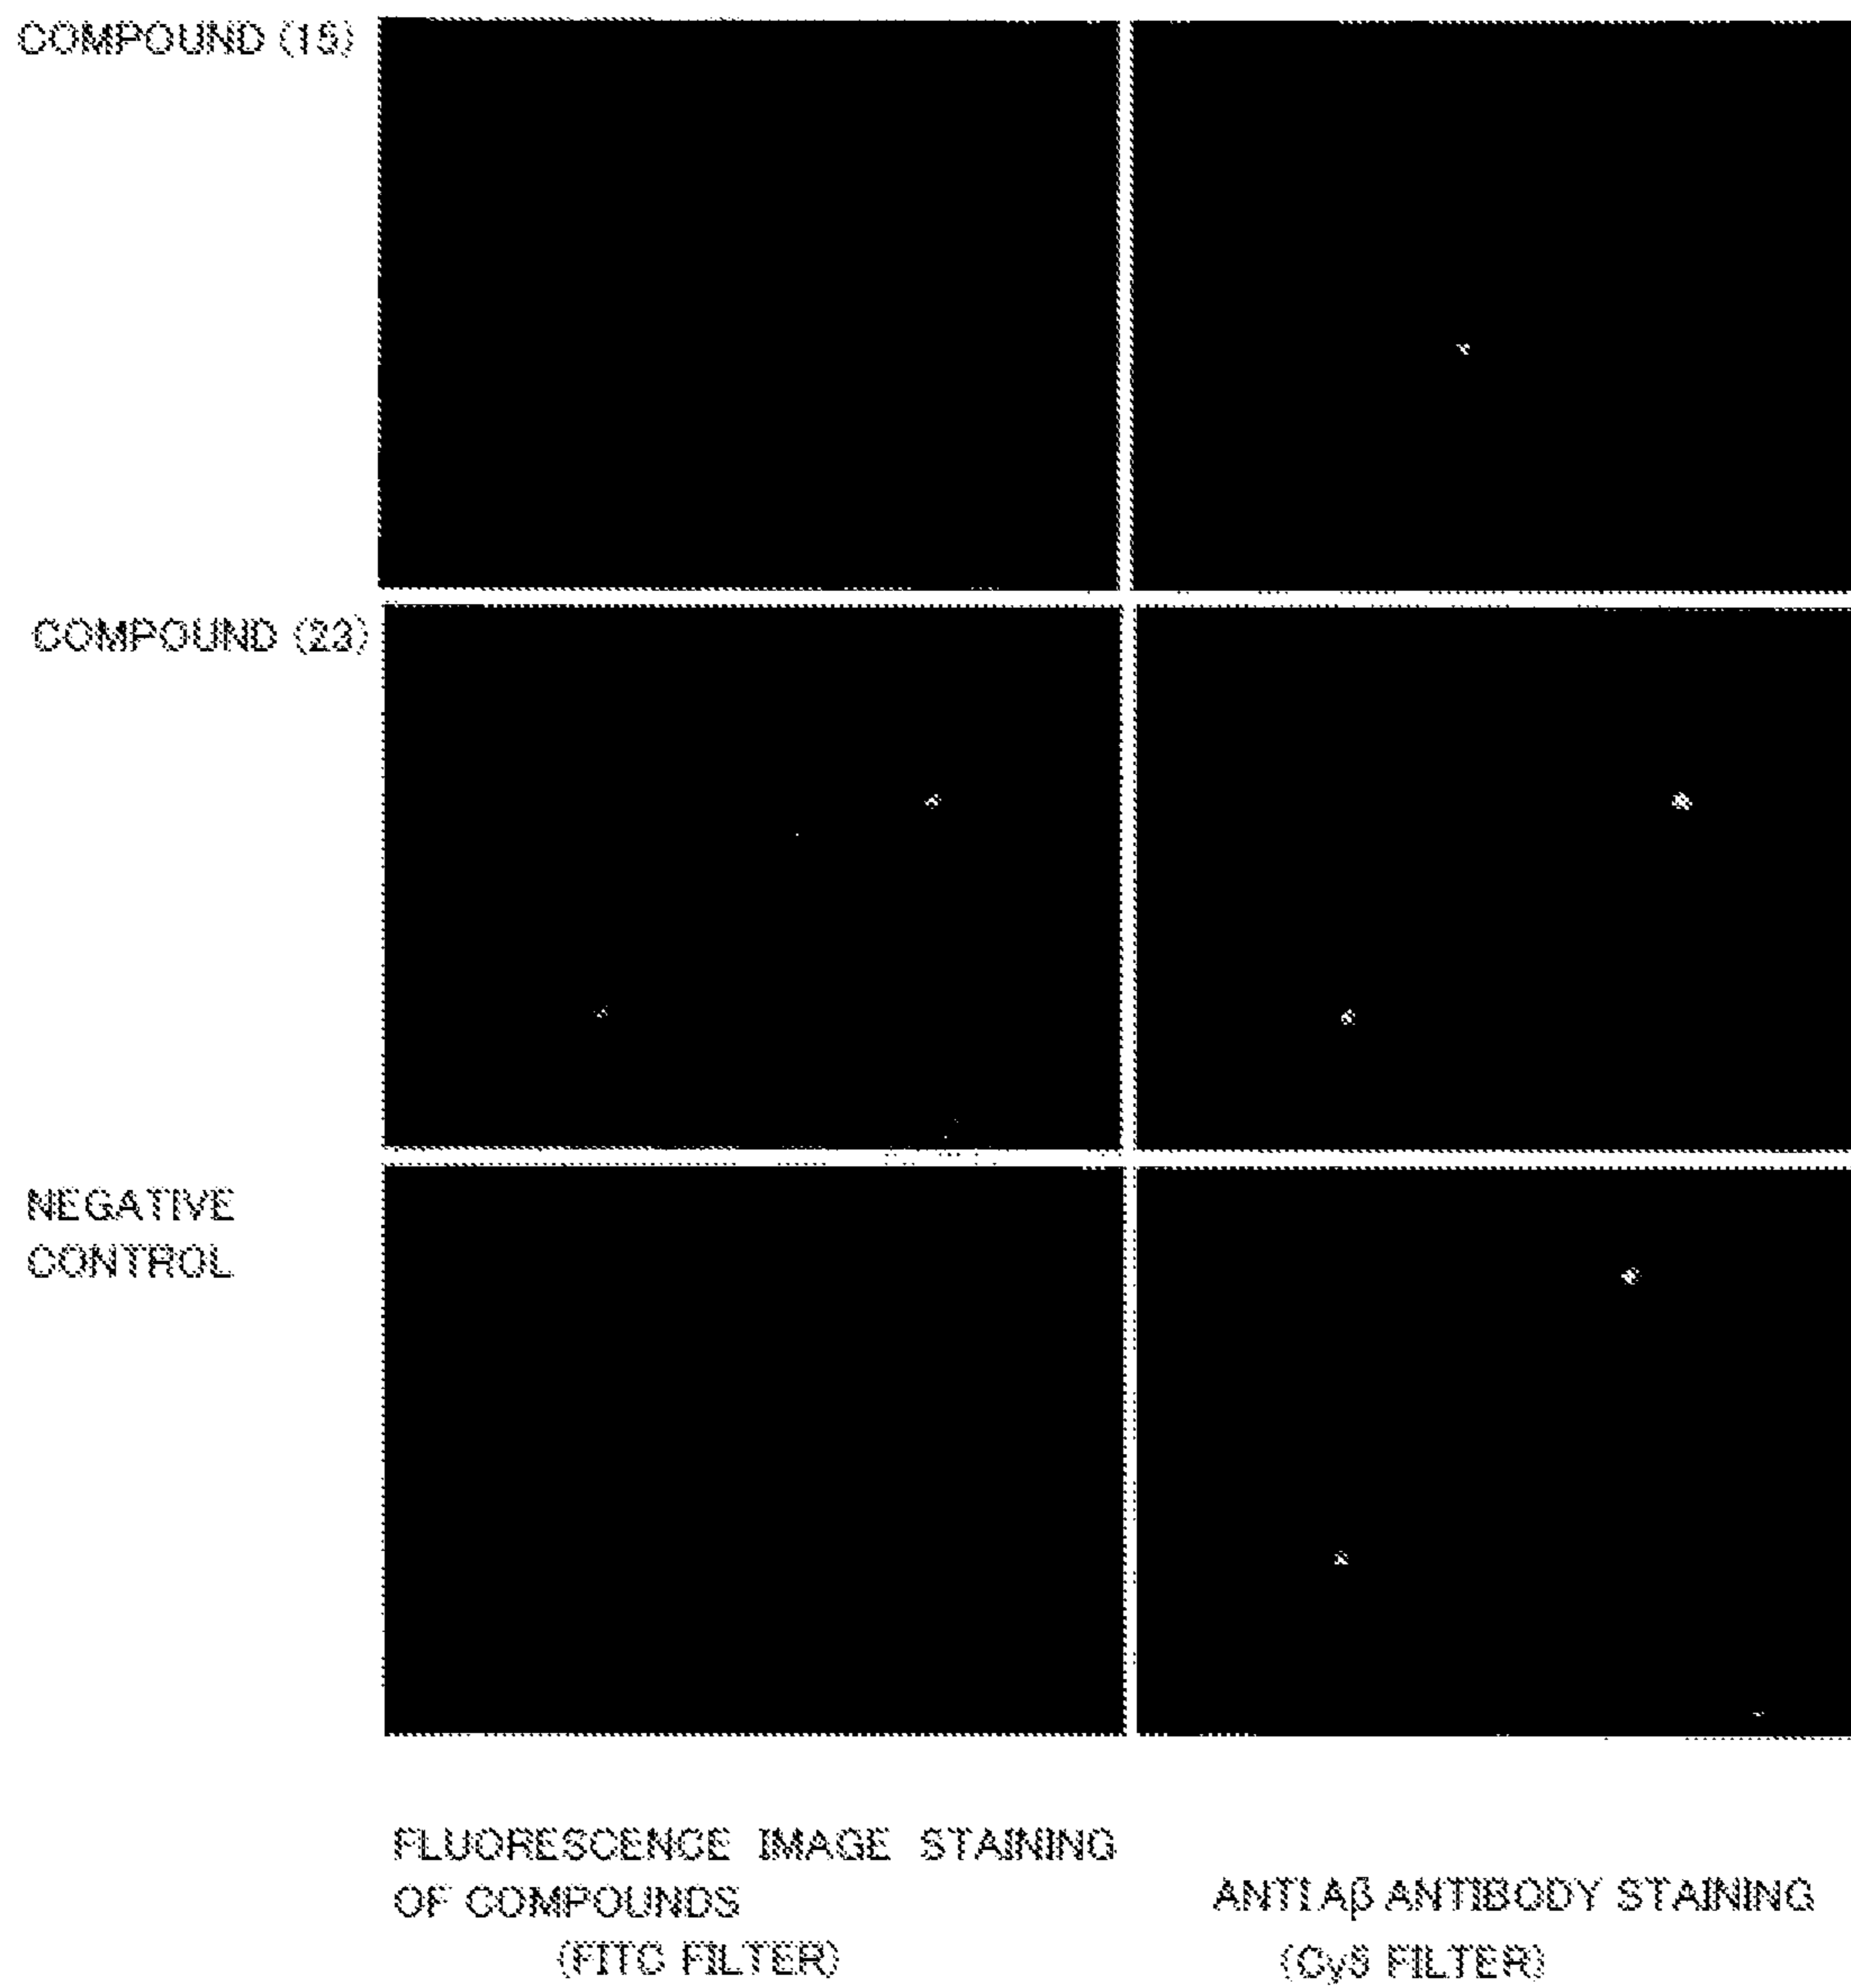 COMPOUND (15)
COMPOUND (23)
NEGATIVE
CONTROL
FLUORESCENCE IMAGE STAINING
OF COMPOUNDS
(FITC FILTER)
ANTI Aβ ANTIBODY STAINING
(Cy5 FILTER)